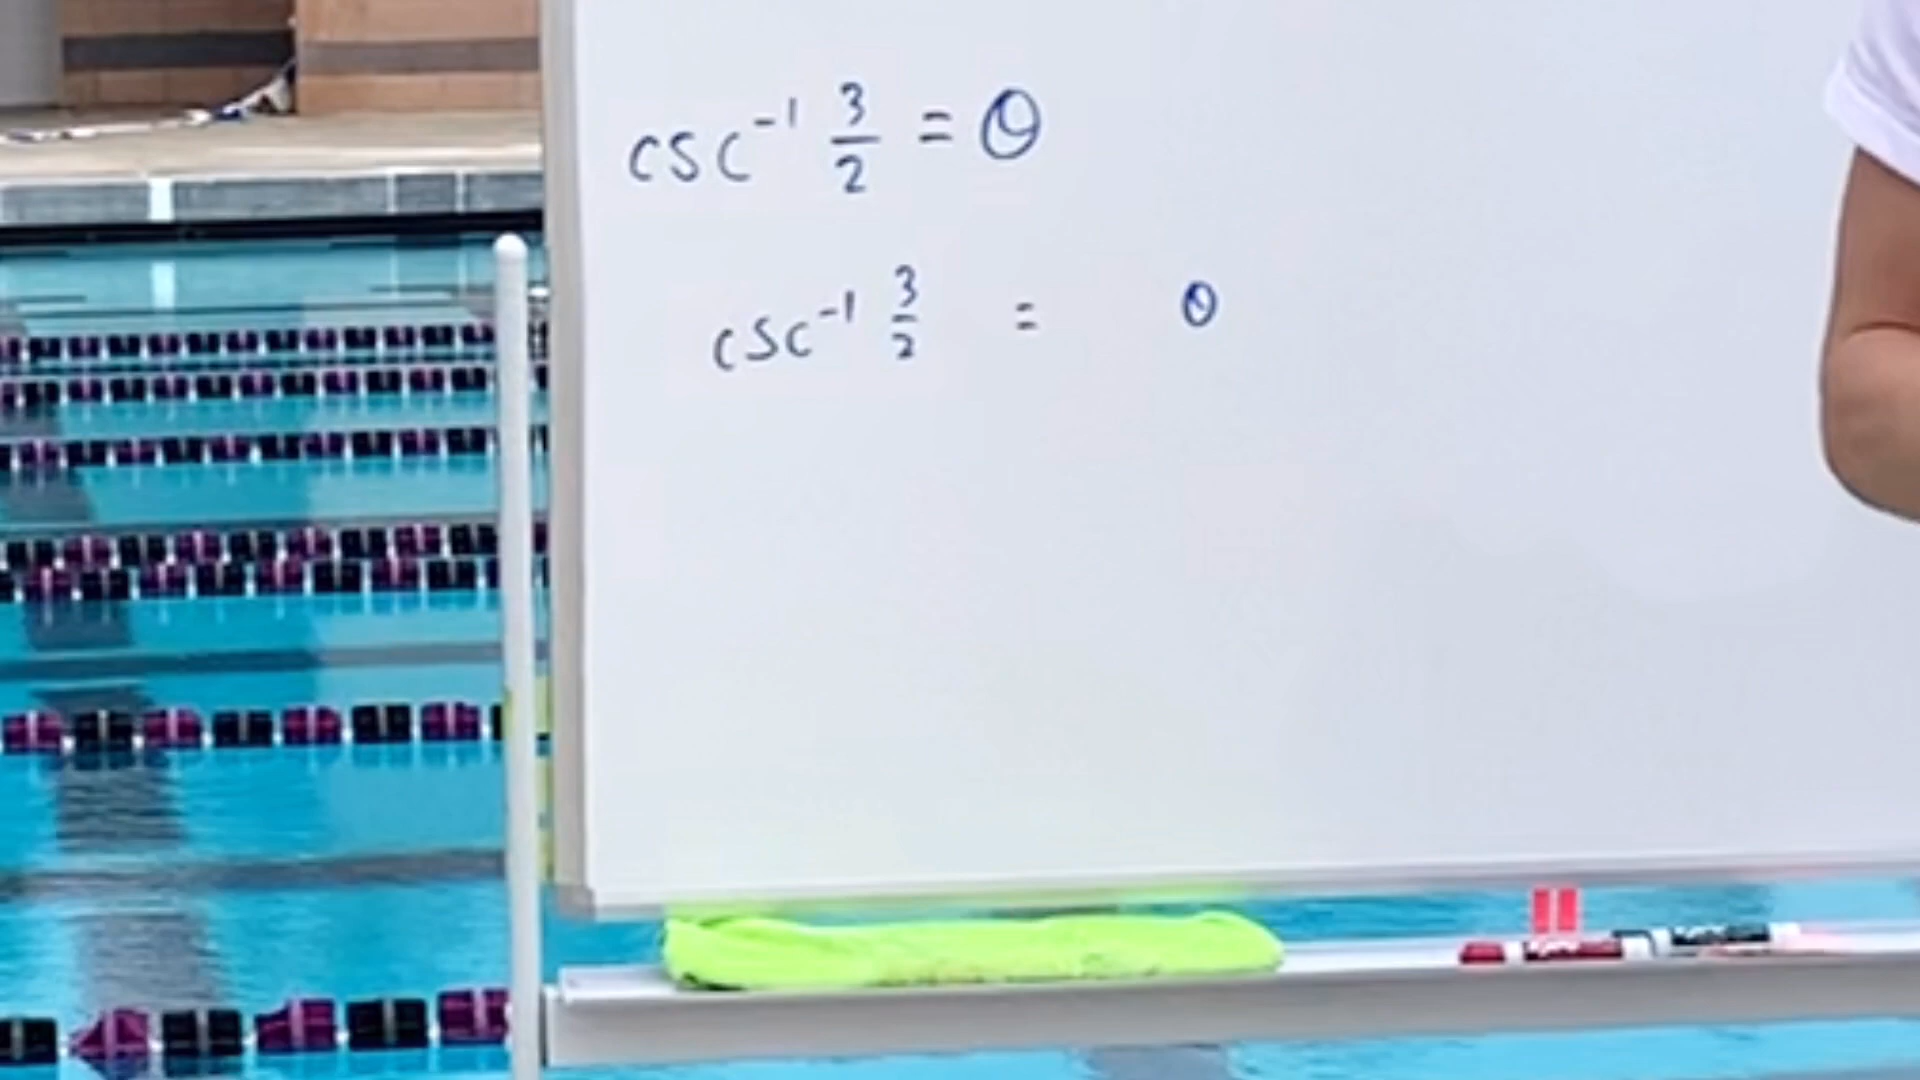 csc⁻¹ 3/2 = θ
csc⁻¹ 3/2 = θ